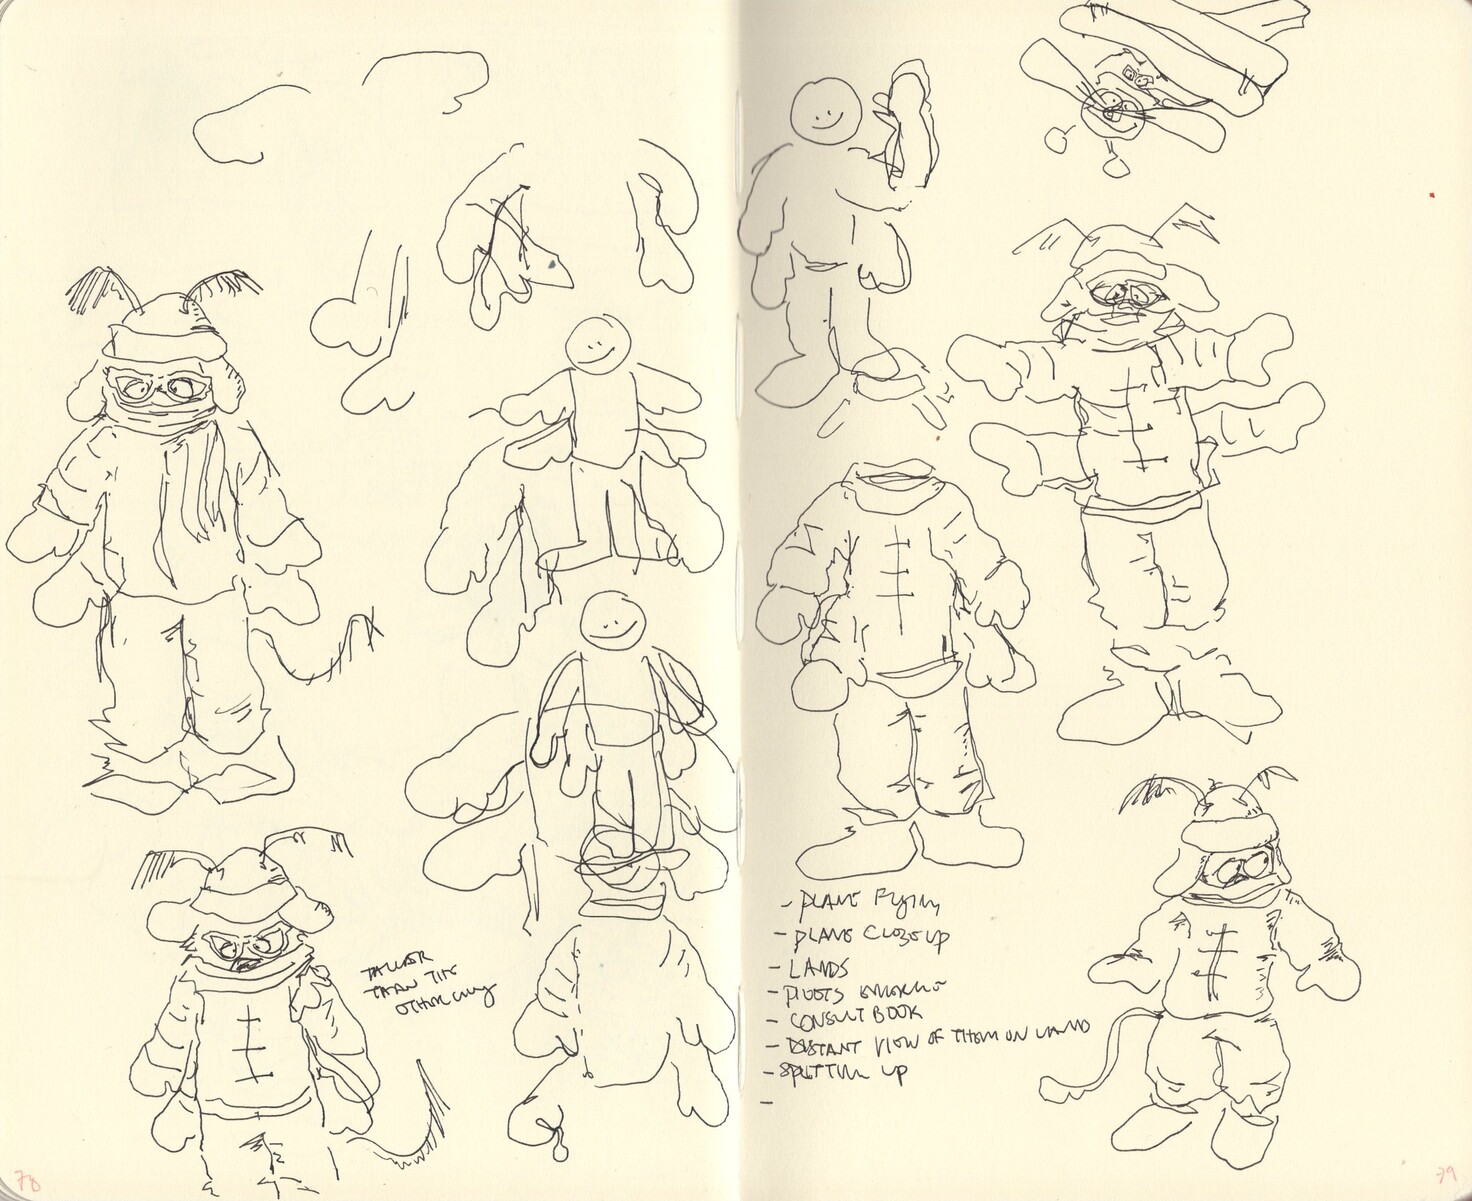 TALLER
THAN THE
OTHER GUY
- PLANE FLYING
- PLANE CLOSE UP
- LANDS
- PILOTS
- CONSULT BOOK
- DISTANT VIEW OF THEM ON LAND
- SPLITTING UP
-
78
79